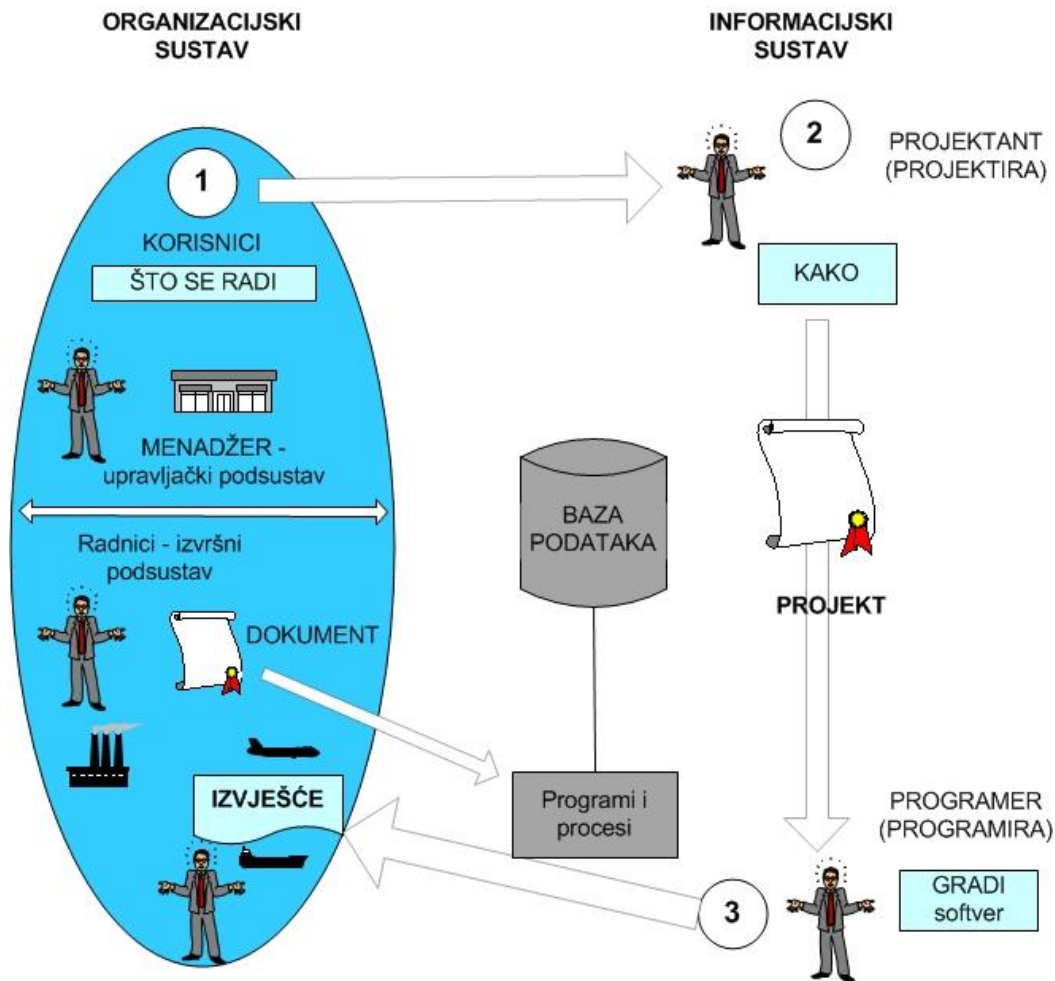 ORGANIZACIJSKI
SUSTAV
INFORMACIJSKI
SUSTAV
1
KORISNICI
ŠTO SE RADI
2
PROJEKTANT
(PROJEKTIRA)
KAKO
MENADŽER -
upravljački podsustav
Radnici - izvršni
podsustav
DOKUMENT
BAZA
PODATAKA
PROJEKT
IZVJEŠĆE
Programi i
procesi
PROGRAMER
(PROGRAMIRA)
3
GRADI
softver